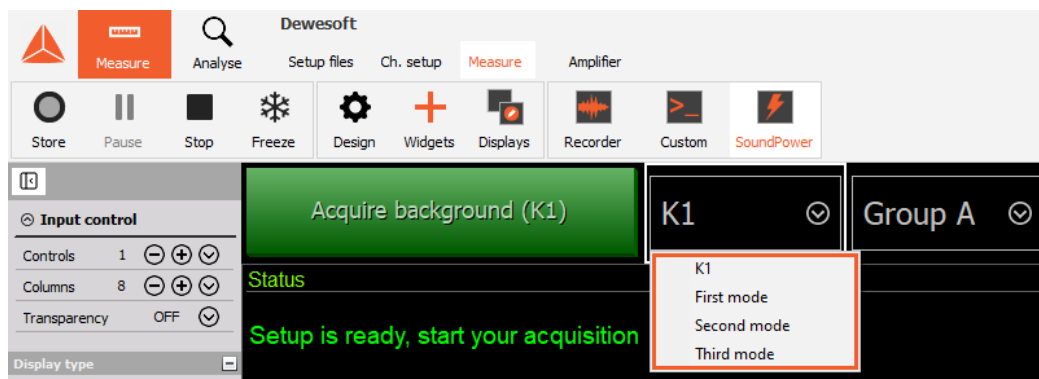 Dewesoft
Measure
Analyse
Setup files
Ch. setup
Measure
Amplifier
Store
Pause
Stop
Freeze
Design
Widgets
Displays
Recorder
Custom
SoundPower
Input control
Controls 1
Columns 8
Transparency OFF
Display type
Acquire background (K1)
K1
Group A
Status
Setup is ready, start your acquisition
K1
First mode
Second mode
Third mode